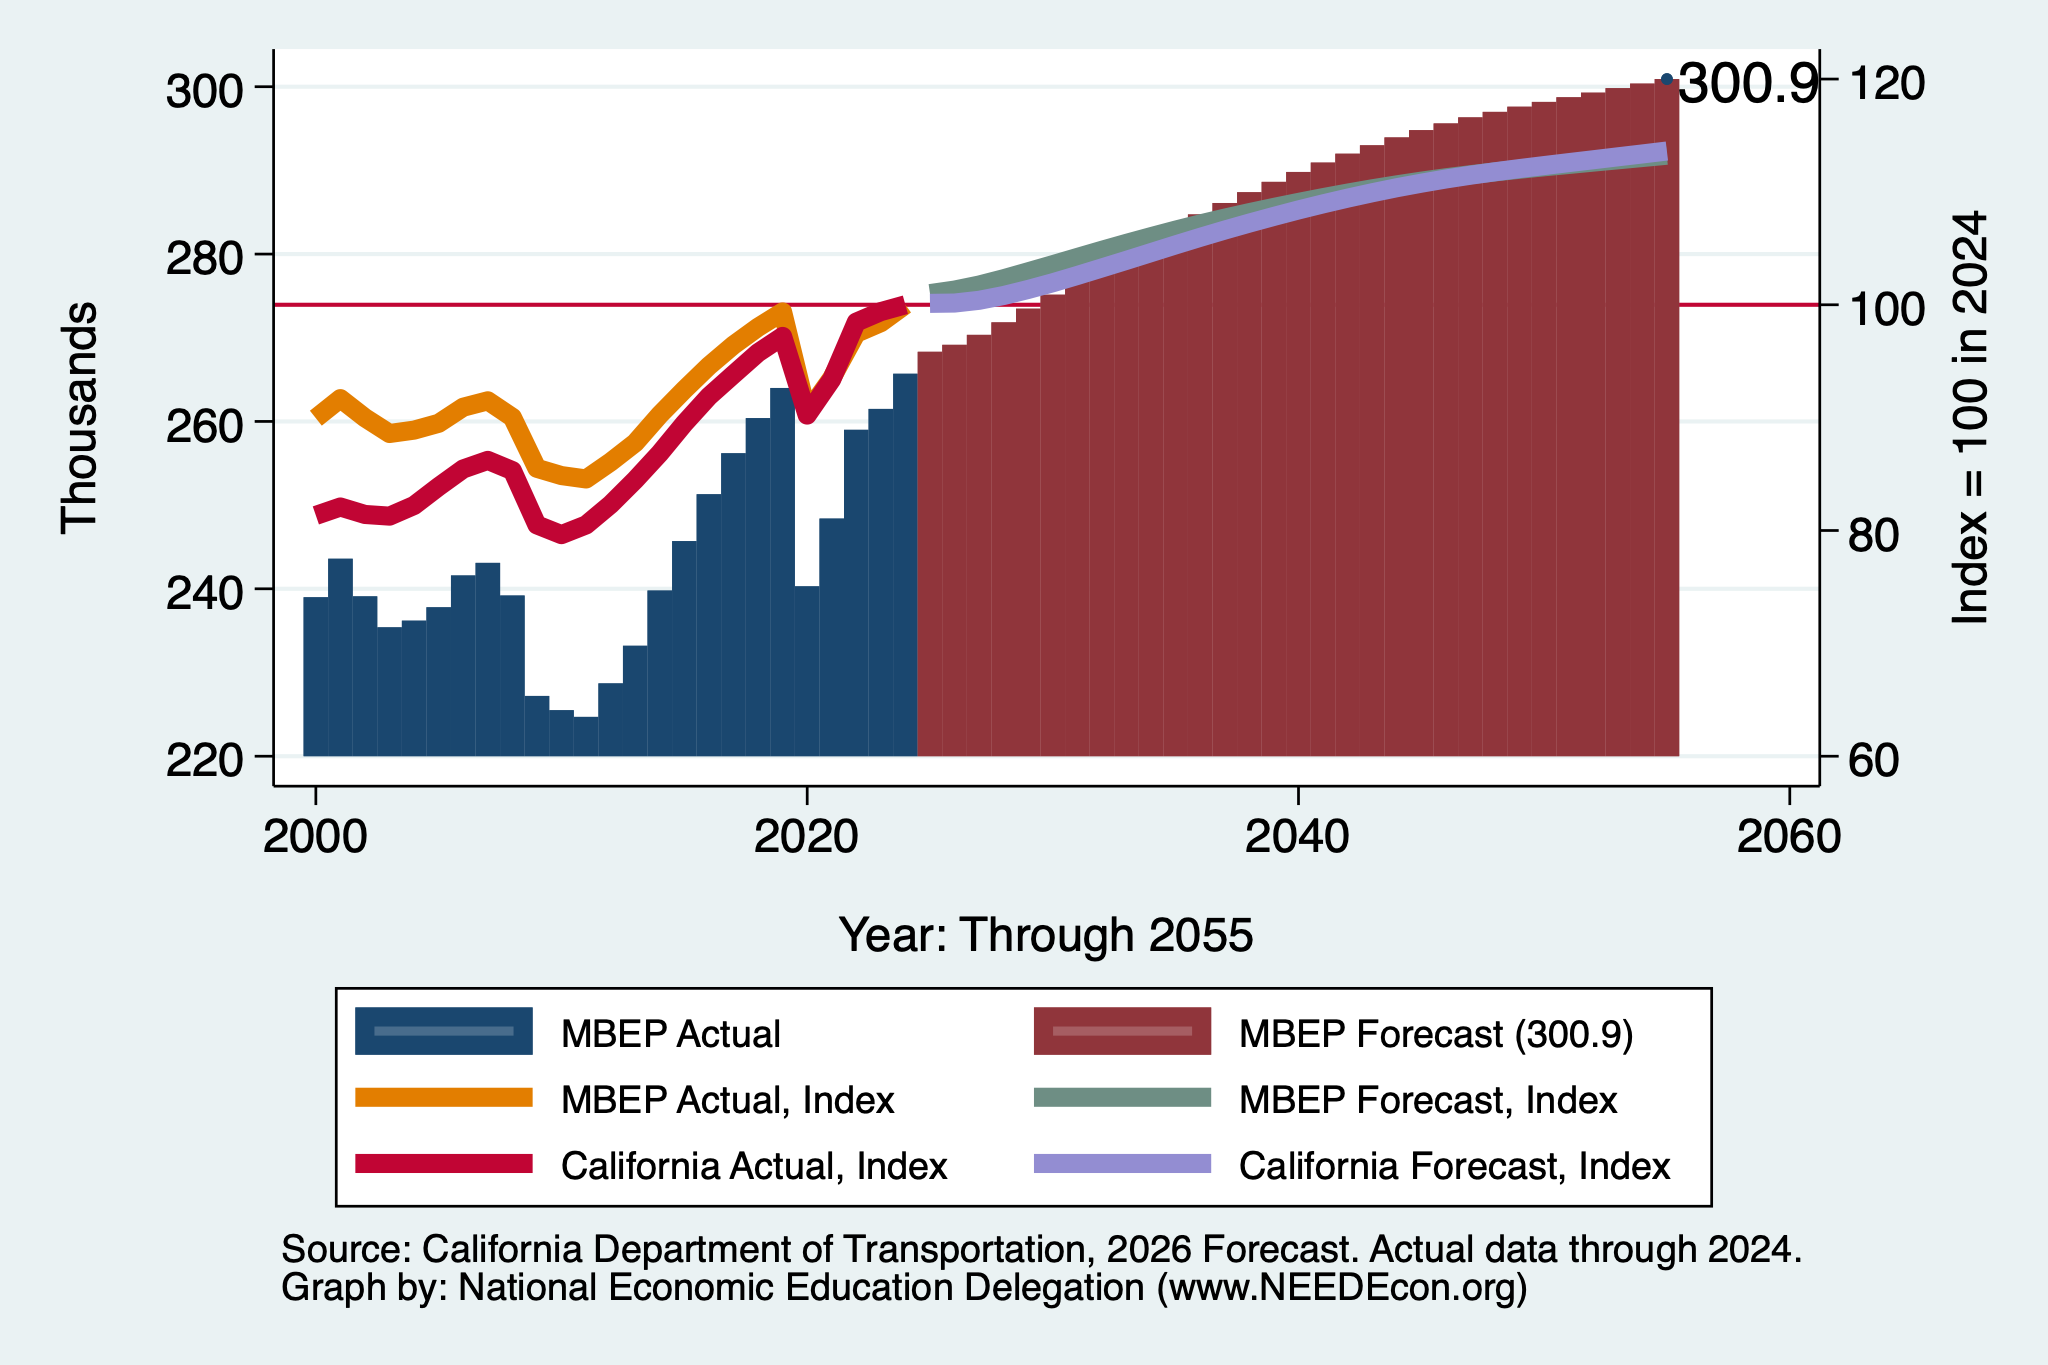 300
280
260
240
220
Thousands
300.9
120
100
80
60
Index = 100 in 2024
2000
2020
2040
2060
Year: Through 2055
MBEP Actual
MBEP Forecast (300.9)
MBEP Actual, Index
MBEP Forecast, Index
California Actual, Index
California Forecast, Index
Source: California Department of Transportation, 2026 Forecast. Actual data through 2024.
Graph by: National Economic Education Delegation (www.NEEDEcon.org)